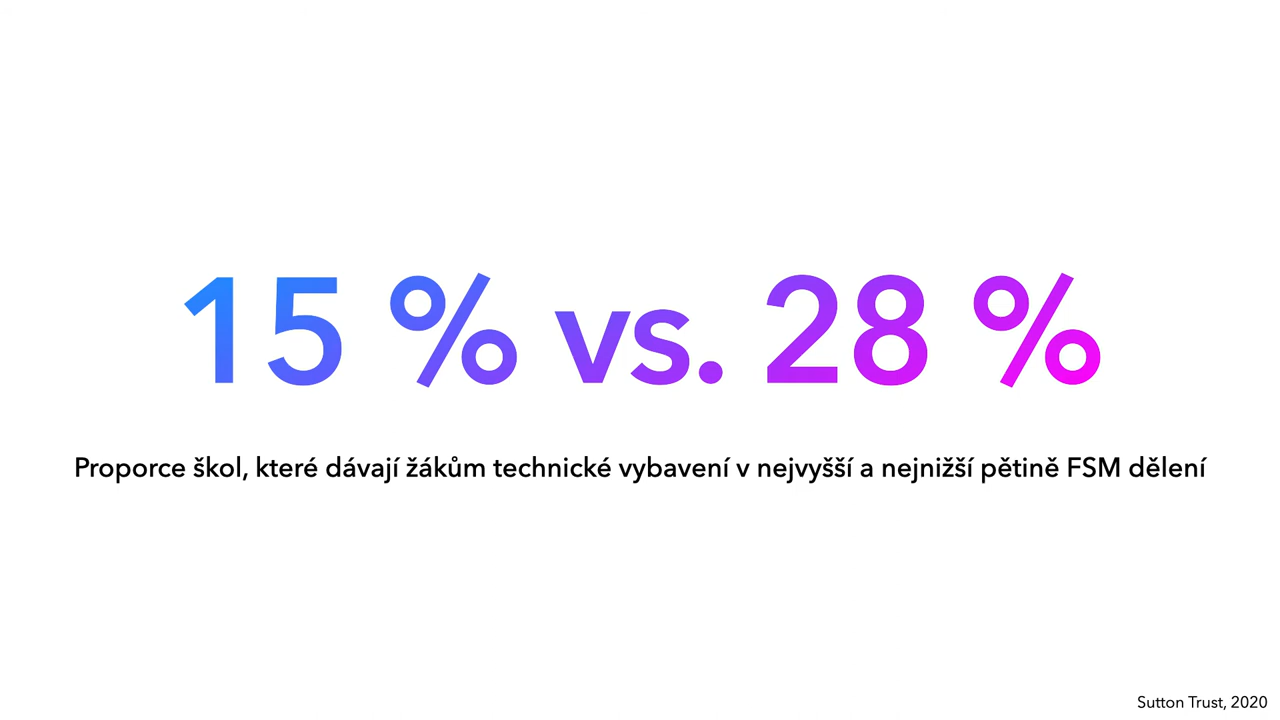 15 % vs. 28 %
Proporce škol, které dávají žákům technické vybavení v nejvyšší a nejnižší pětině FSM dělení
Sutton Trust, 2020